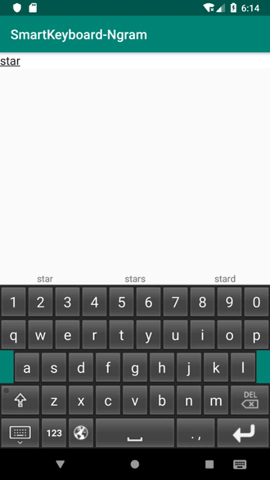 6:14
SmartKeyboard-Ngram
star
star stars stard
1 2 3 4 5 6 7 8 9 0
q w e r t y u i o p
a s d f g h j k l
z x c v b n m DEL
123 . ,